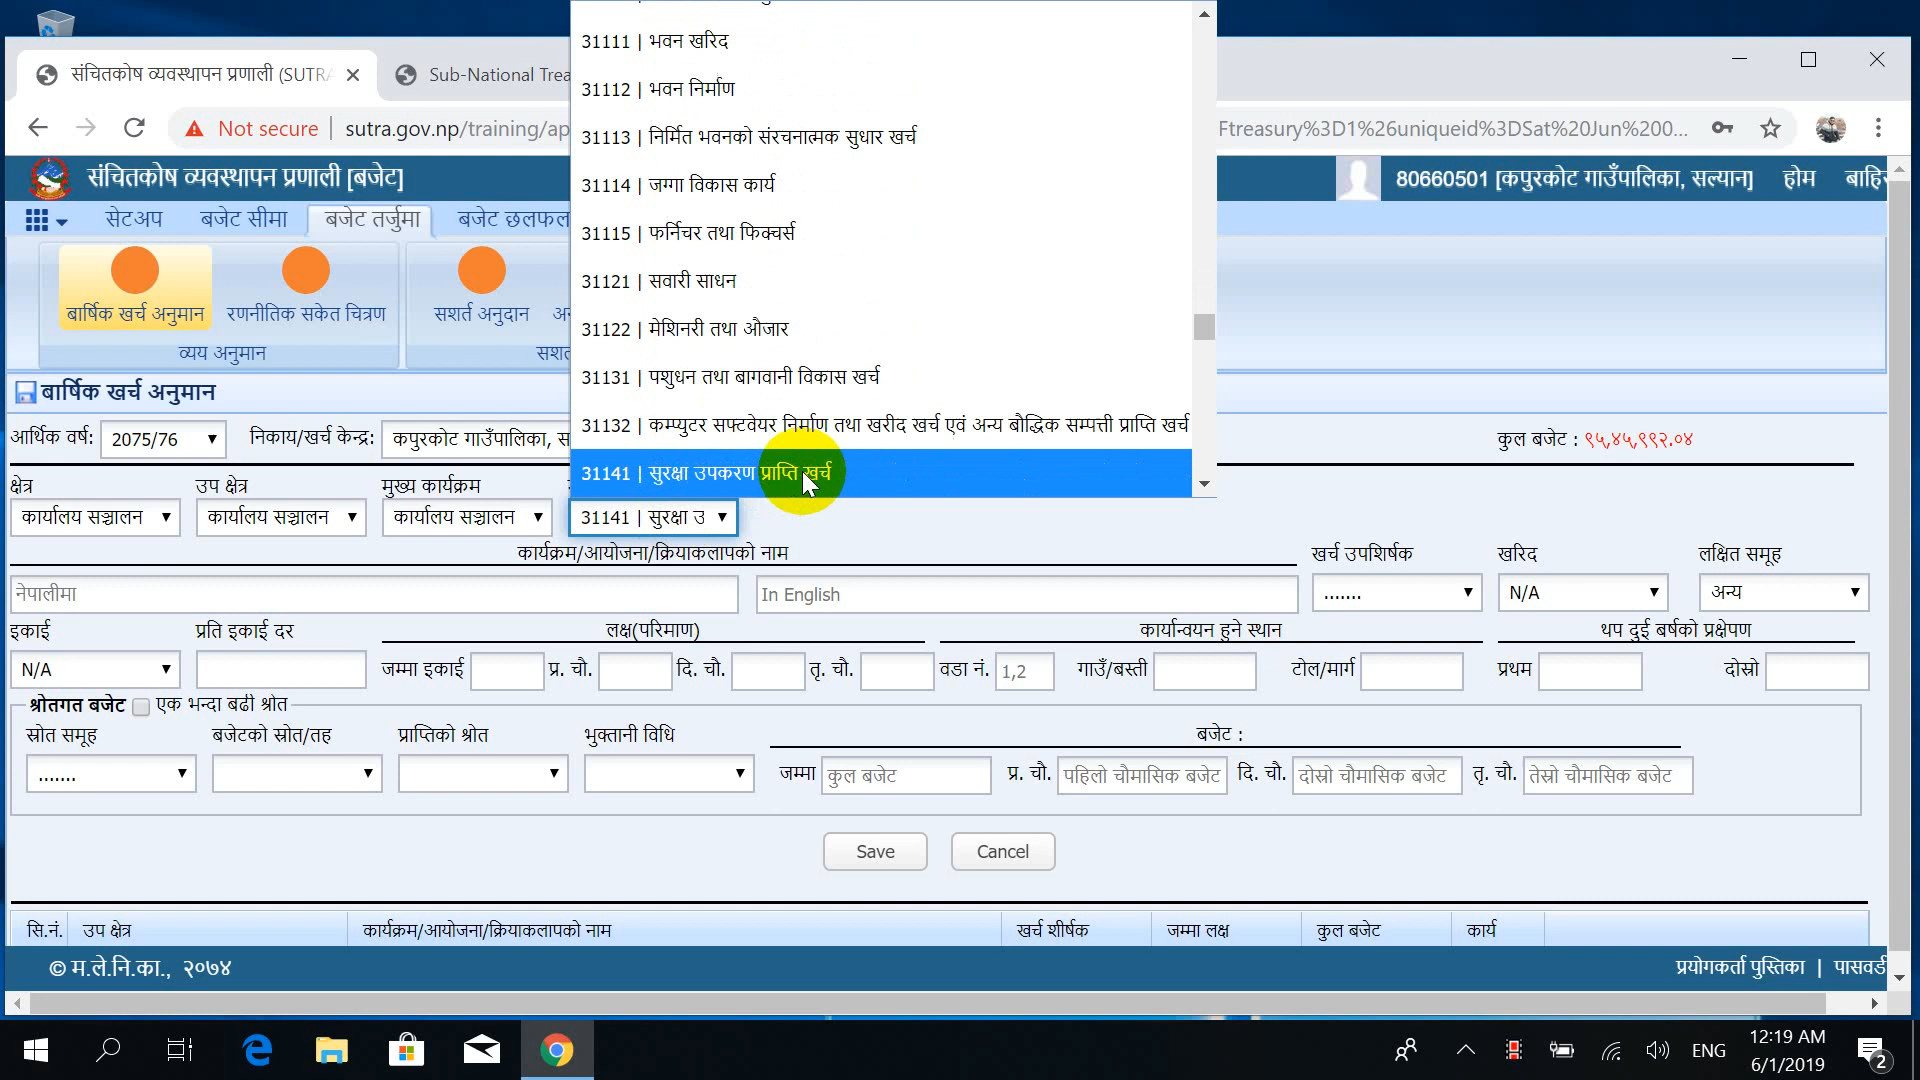 31111 | भवन खरिद
31112 | भवन निर्माण
31113 | निर्मित भवनको संरचनात्मक सुधार खर्च
31114 | जग्गा विकास कार्य
31115 | फर्निचर तथा फिक्चर्स
31121 | सवारी साधन
31122 | मेशिनरी तथा औजार
31131 | पशुधन तथा बागवानी विकास खर्च
31132 | कम्प्युटर सफ्टवेयर निर्माण तथा खरीद खर्च एवं अन्य बौद्धिक सम्पत्ती प्राप्ति खर्च
31141 | सुरक्षा उपकरण प्राप्ति खर्च
संचितकोष व्यवस्थापन प्रणाली (SUTRA
Sub-National Trea
Not secure | sutra.gov.np/training/ap
Ftreasury%3D1%26uniqueid%3DSat%20Jun%200...
संचितकोष व्यवस्थापन प्रणाली [बजेट]
80660501 [कपुरकोट गाउँपालिका, सल्यान] होम
सेटअप बजेट सीमा बजेट तर्जुमा बजेट छलफल
बार्षिक खर्च अनुमान रणनीतिक सकेत चित्रण सशर्त अनुदान
व्यय अनुमान सशर्त
बार्षिक खर्च अनुमान
आर्थिक वर्ष: 2075/76 निकाय/खर्च केन्द्र: कपुरकोट गाउँपालिका, स
कुल बजेट : ९५,४५,९९२.०४
क्षेत्र उप क्षेत्र मुख्य कार्यक्रम
कार्यालय सञ्चालन कार्यालय सञ्चालन कार्यालय सञ्चालन 31141 | सुरक्षा उ
कार्यक्रम/आयोजना/क्रियाकलापको नाम खर्च उपशिर्षक खरिद लक्षित समूह
नेपालीमा In English ....... N/A अन्य
इकाई प्रति इकाई दर लक्ष(परिमाण) कार्यान्वयन हुने स्थान थप दुई बर्षको प्रक्षेपण
N/A जम्मा इकाई प्र. चौ. दि. चौ. तृ. चौ. वडा नं. 1,2 गाउँ/बस्ती टोल/मार्ग प्रथम दोस्रो
श्रोतगत बजेट एक भन्दा बढी श्रोत
स्रोत समूह बजेटको स्रोत/तह प्राप्तिको श्रोत भुक्तानी विधि बजेट :
....... जम्मा कुल बजेट प्र. चौ. पहिलो चौमासिक बजेट दि. चौ. दोस्रो चौमासिक बजेट तृ. चौ. तेस्रो चौमासिक बजेट
Save Cancel
सि.नं. उप क्षेत्र कार्यक्रम/आयोजना/क्रियाकलापको नाम खर्च शीर्षक जम्मा लक्ष कुल बजेट कार्य
© म.ले.नि.का., २०७४
प्रयोगकर्ता पुस्तिका | पासवर्ड
ENG
12:19 AM
6/1/2019
2